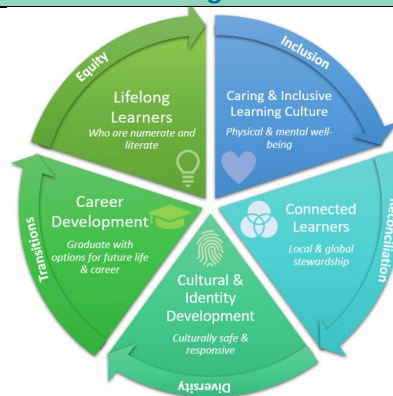 Equity
Lifelong
Learners
Who are numerate and
literate
Inclusion
Caring & Inclusive
Learning Culture
Physical & mental well-
being
Reconciliation
Connected
Learners
Local & global
stewardship
Diversity
Cultural &
Identity
Development
Culturally safe &
responsive
Transitions
Career
Development
Graduate with
options for future life
& career